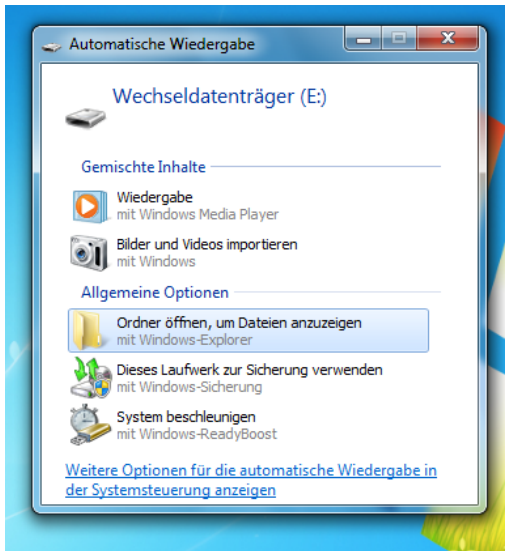 Automatische Wiedergabe
Wechseldatenträger (E:)
Gemischte Inhalte
Wiedergabe
mit Windows Media Player
Bilder und Videos importieren
mit Windows
Allgemeine Optionen
Ordner öffnen, um Dateien anzuzeigen
mit Windows-Explorer
Dieses Laufwerk zur Sicherung verwenden
mit Windows-Sicherung
System beschleunigen
mit Windows-ReadyBoost
Weitere Optionen für die automatische Wiedergabe in
der Systemsteuerung anzeigen